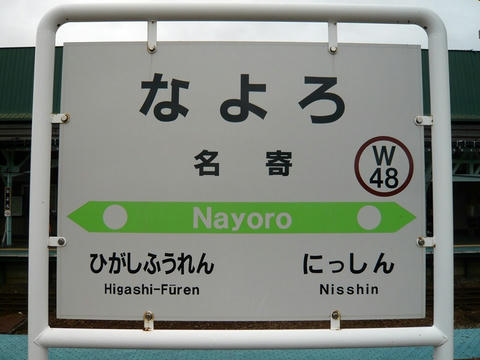 なよろ
名寄
W
48
Nayoro
ひがしふうれん
Higashi-Fūren
にっしん
Nisshin